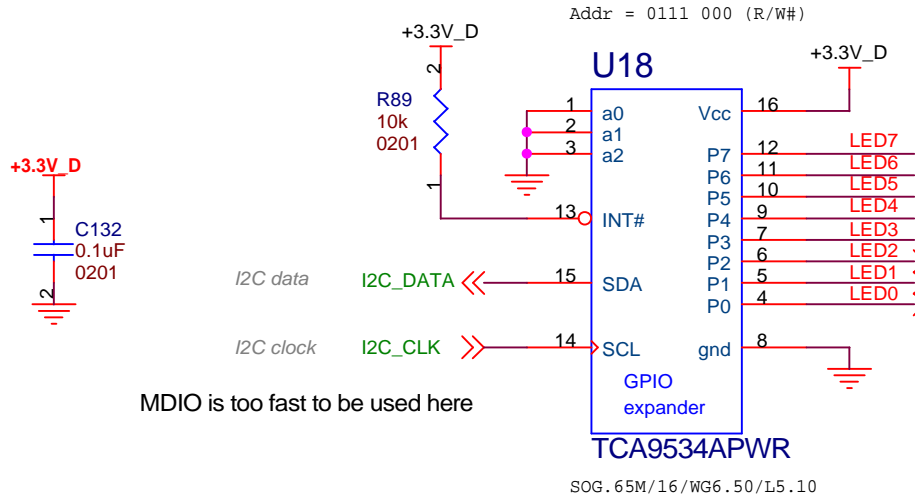 Addr = 0111 000 (R/W#)
+3.3V_D
U18
+3.3V_D
2
R89
10k
0201
1
1 a0
2 a1
3 a2
Vcc 16
P7 12 LED7
P6 11 LED6
P5 10 LED5
P4 9 LED4
P3 7 LED3
P2 6 LED2
P1 5 LED1
P0 4 LED0
13 INT#
+3.3V_D
1
C132
0.1uF
0201
2
I2C data I2C_DATA 15 SDA
I2C clock I2C_CLK 14 SCL
gnd 8
GPIO
expander
MDIO is too fast to be used here
TCA9534APWR
SOG.65M/16/WG6.50/L5.10